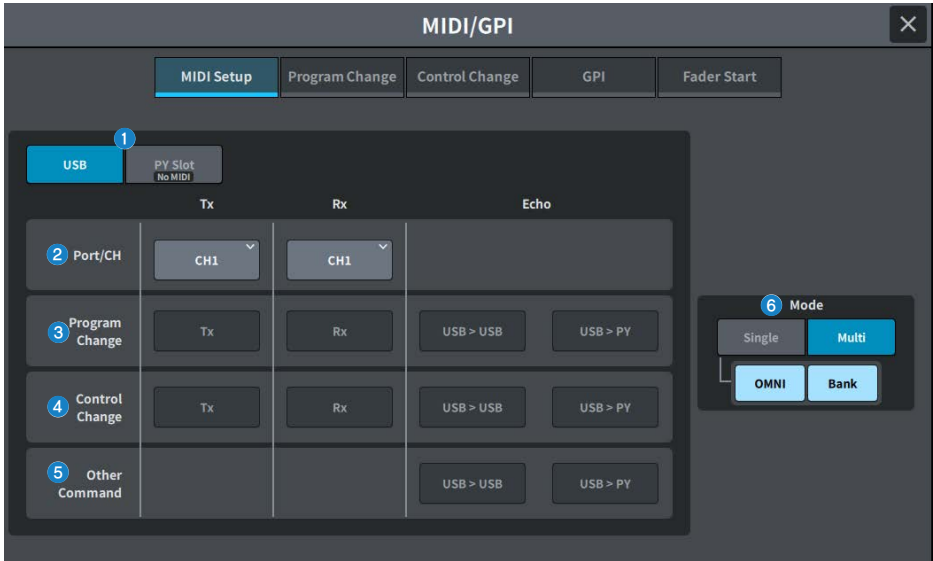 MIDI/GPI
MIDI Setup Program Change Control Change GPI Fader Start
1
USB PY Slot
No MIDI
Tx Rx Echo
2 Port/CH CH1 CH1
6 Mode
3 Program
Change Tx Rx USB > USB USB > PY
Single Multi
OMNI Bank
4 Control
Change Tx Rx USB > USB USB > PY
5 Other
Command USB > USB USB > PY